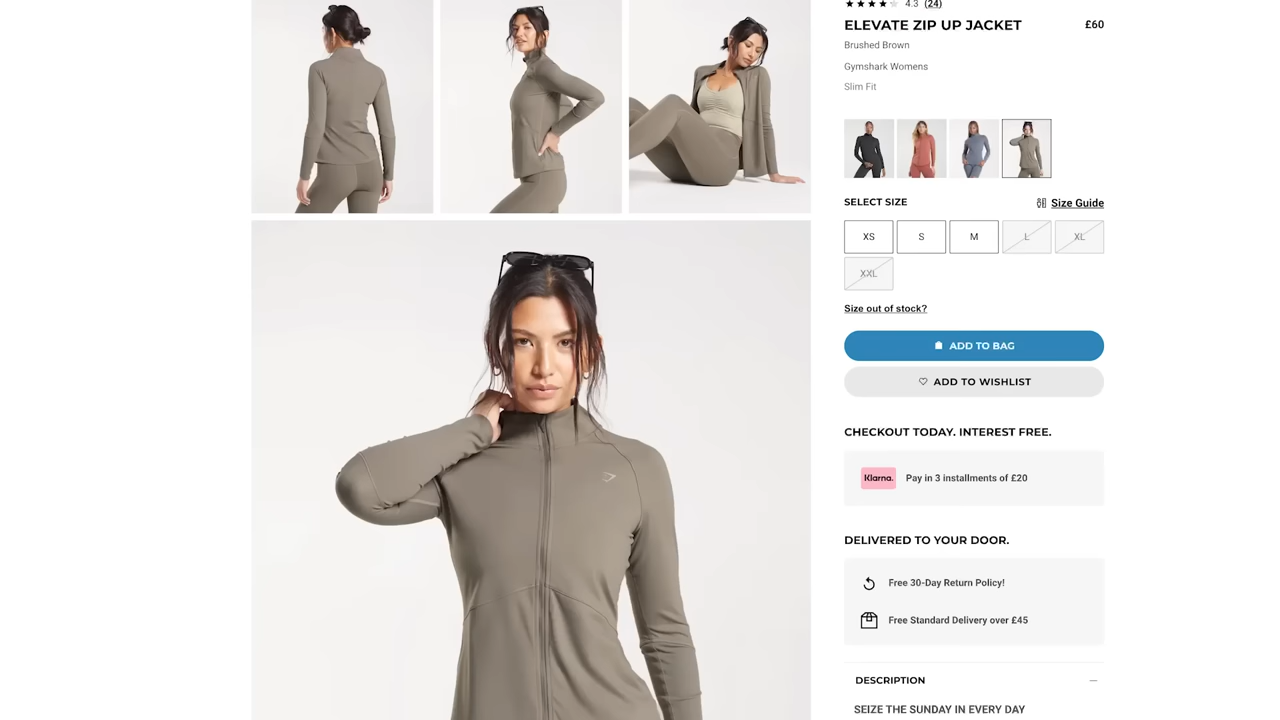 4.3 (24)
ELEVATE ZIP UP JACKET £60
Brushed Brown
Gymshark Womens
Slim Fit
SELECT SIZE Size Guide
XS S M L XL
XXL
Size out of stock?
ADD TO BAG
ADD TO WISHLIST
CHECKOUT TODAY. INTEREST FREE.
Klarna. Pay in 3 installments of £20
DELIVERED TO YOUR DOOR.
Free 30-Day Return Policy!
Free Standard Delivery over £45
DESCRIPTION
SEIZE THE SUNDAY IN EVERY DAY